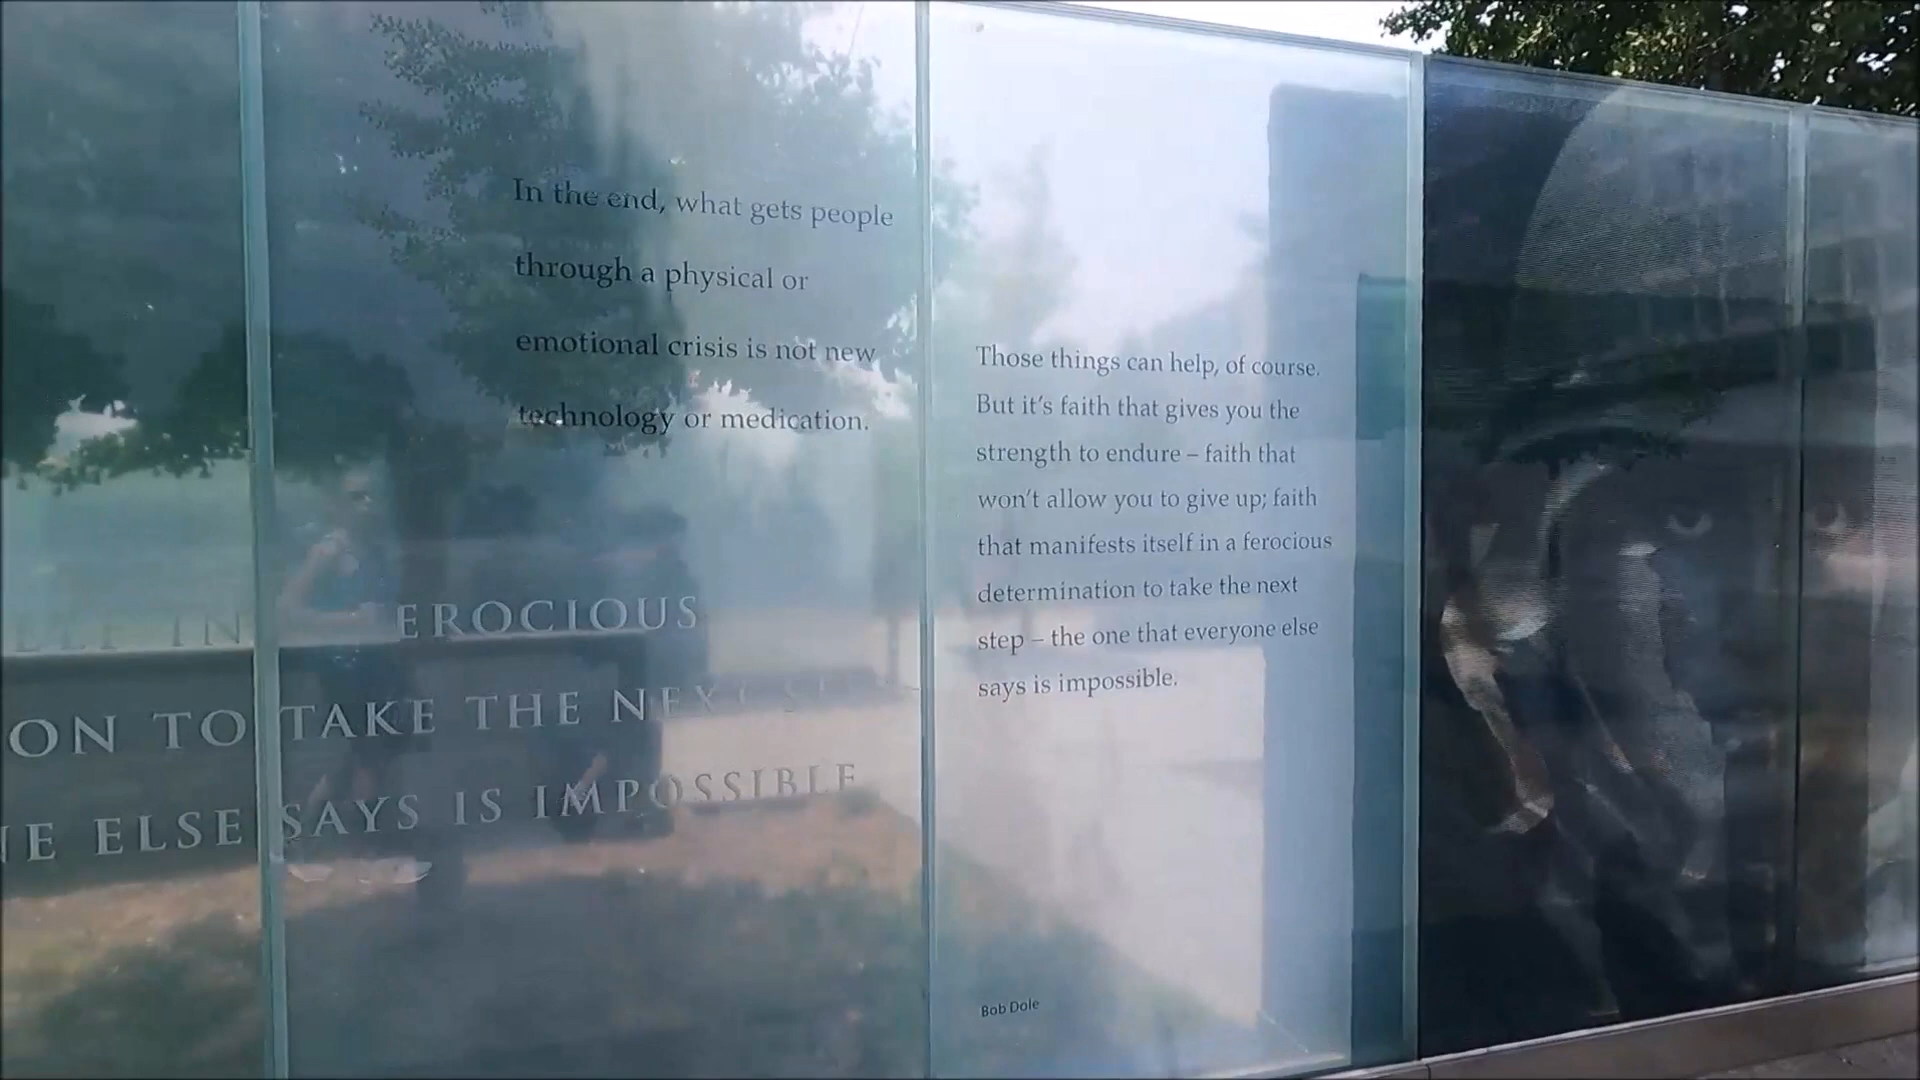 In the end, what gets people
through a physical or
emotional crisis is not new
technology or medication.
Those things can help, of course.
But it's faith that gives you the
strength to endure – faith that
won't allow you to give up; faith
that manifests itself in a ferocious
determination to take the next
step – the one that everyone else
says is impossible.
Bob Dole
IN EROCIOUS
ON TO TAKE THE NEXT
NE ELSE SAYS IS IMPOSSIBLE